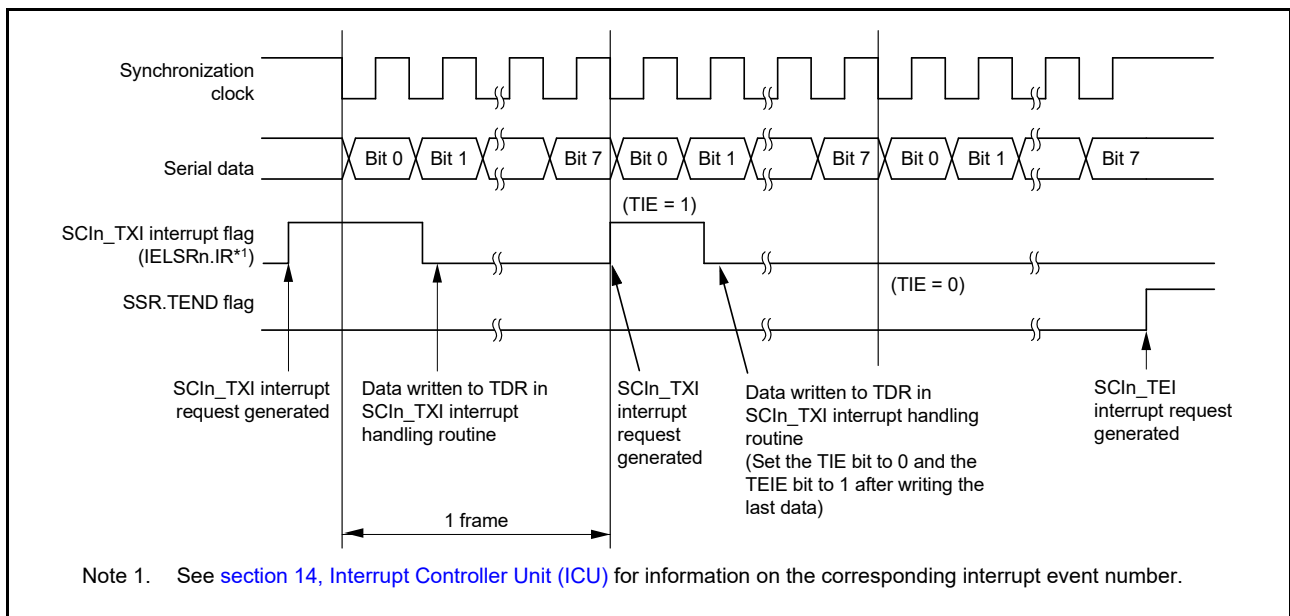 Synchronization
clock
Serial data
Bit 0 Bit 1 Bit 7 Bit 0 Bit 1 Bit 7 Bit 0 Bit 1 Bit 7
(TIE = 1)
SCIn_TXI interrupt flag
(IELSRn.IR*1)
(TIE = 0)
SSR.TEND flag
SCIn_TXI interrupt
request generated
Data written to TDR in
SCIn_TXI interrupt
handling routine
SCIn_TXI
interrupt
request
generated
Data written to TDR in
SCIn_TXI interrupt handling
routine
(Set the TIE bit to 0 and the
TEIE bit to 1 after writing the
last data)
SCIn_TEI
interrupt request
generated
1 frame
Note 1. See section 14, Interrupt Controller Unit (ICU) for information on the corresponding interrupt event number.